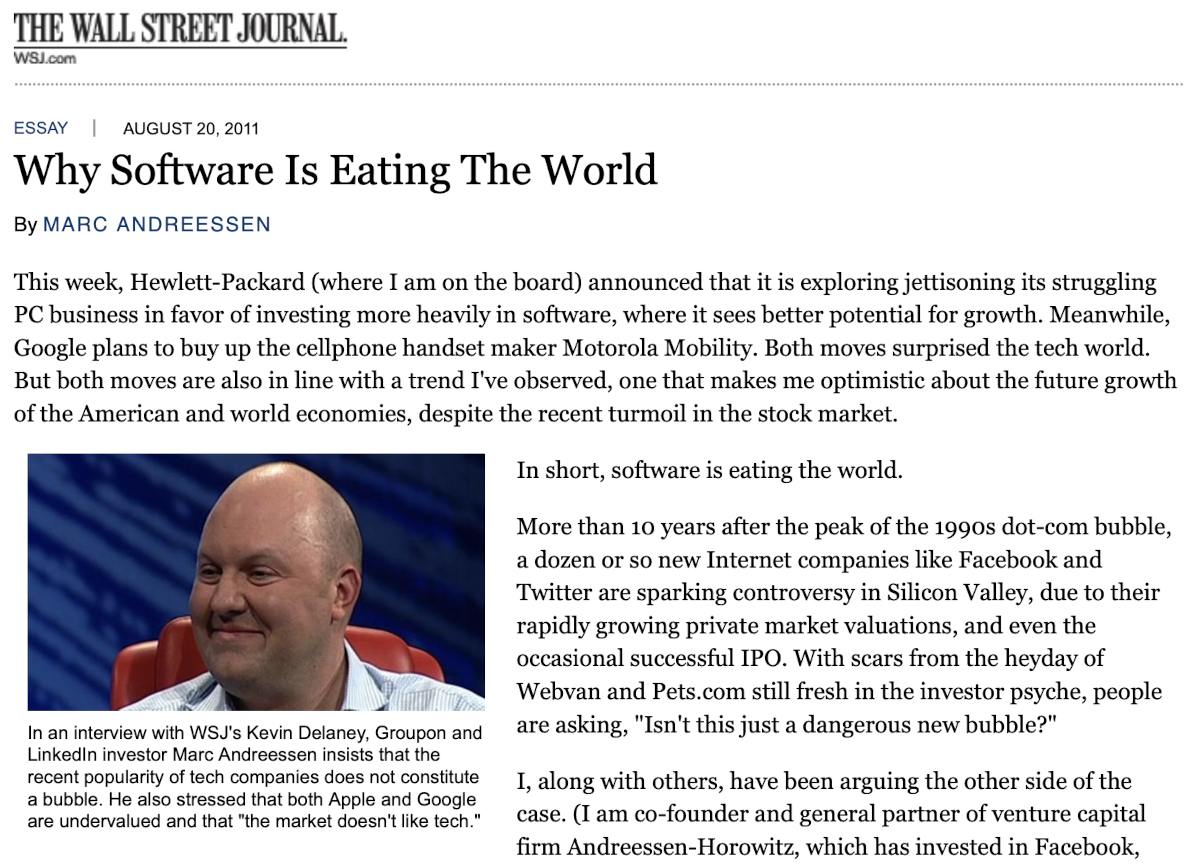 THE WALL STREET JOURNAL.
WSJ.com
ESSAY | AUGUST 20, 2011
Why Software Is Eating The World
By MARC ANDREESSEN
This week, Hewlett-Packard (where I am on the board) announced that it is exploring jettisoning its struggling
PC business in favor of investing more heavily in software, where it sees better potential for growth. Meanwhile,
Google plans to buy up the cellphone handset maker Motorola Mobility. Both moves surprised the tech world.
But both moves are also in line with a trend I've observed, one that makes me optimistic about the future growth
of the American and world economies, despite the recent turmoil in the stock market.
In an interview with WSJ's Kevin Delaney, Groupon and
LinkedIn investor Marc Andreessen insists that the
recent popularity of tech companies does not constitute
a bubble. He also stressed that both Apple and Google
are undervalued and that "the market doesn't like tech."
In short, software is eating the world.
More than 10 years after the peak of the 1990s dot-com bubble,
a dozen or so new Internet companies like Facebook and
Twitter are sparking controversy in Silicon Valley, due to their
rapidly growing private market valuations, and even the
occasional successful IPO. With scars from the heyday of
Webvan and Pets.com still fresh in the investor psyche, people
are asking, "Isn't this just a dangerous new bubble?"
I, along with others, have been arguing the other side of the
case. (I am co-founder and general partner of venture capital
firm Andreessen-Horowitz, which has invested in Facebook,